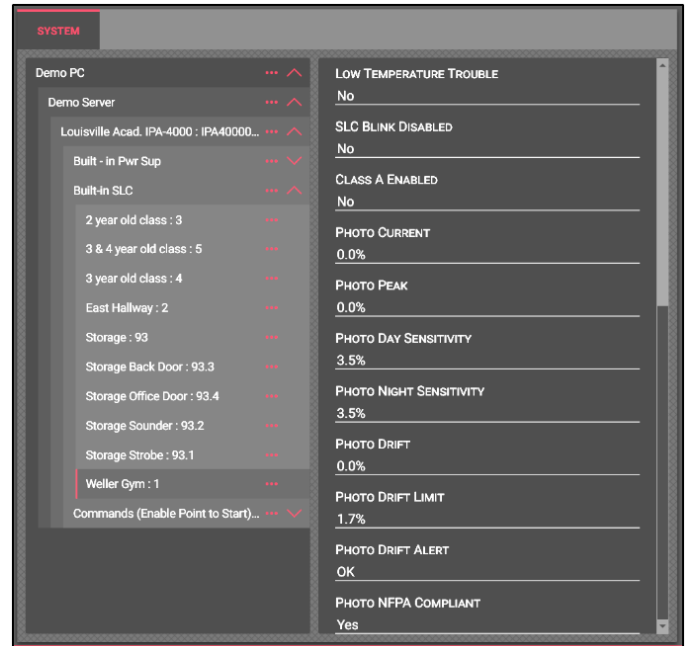 SYSTEM
Demo PC
Demo Server
Louisville Acad. IPA-4000 : IPA40000...
Built - in Pwr Sup
Built-in SLC
2 year old class : 3
3 & 4 year old class : 5
3 year old class : 4
East Hallway : 2
Storage : 93
Storage Back Door : 93.3
Storage Office Door : 93.4
Storage Sounder : 93.2
Storage Strobe : 93.1
Weller Gym : 1
Commands (Enable Point to Start)...
LOW TEMPERATURE TROUBLE
No
SLC BLINK DISABLED
No
CLASS A ENABLED
No
PHOTO CURRENT
0.0%
PHOTO PEAK
0.0%
PHOTO DAY SENSITIVITY
3.5%
PHOTO NIGHT SENSITIVITY
3.5%
PHOTO DRIFT
0.0%
PHOTO DRIFT LIMIT
1.7%
PHOTO DRIFT ALERT
OK
PHOTO NFPA COMPLIANT
Yes